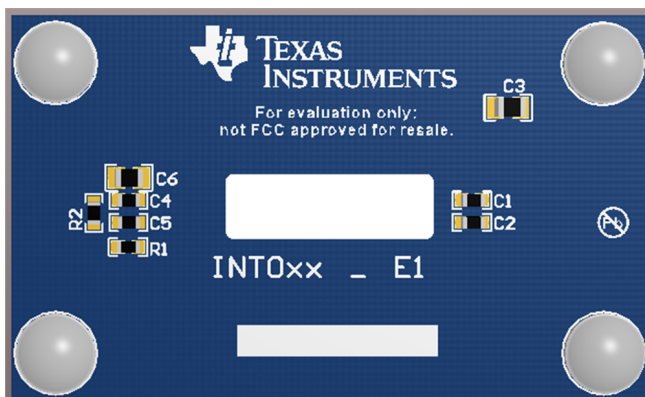 TEXAS
INSTRUMENTS
For evaluation only;
not FCC approved for resale.
C3
C6
C4
R2
C5
R1
C1
C2
Pb
INTOxx _ E1